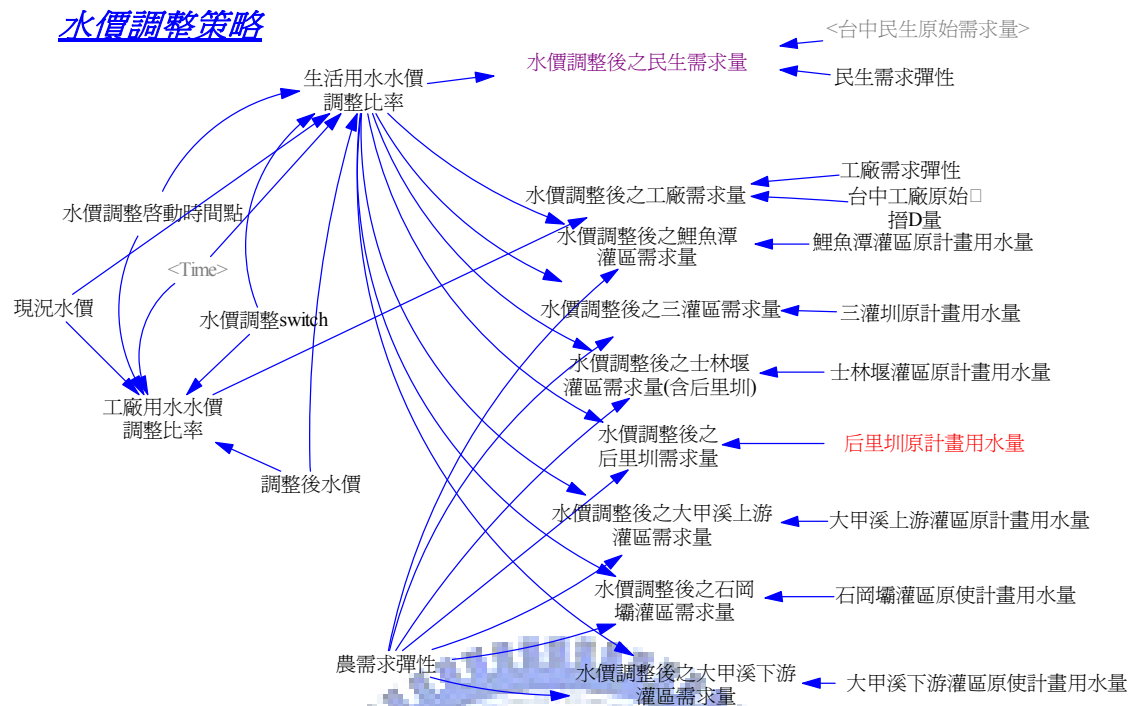 水價調整策略
<台中民生原始需求量>
水價調整後之民生需求量
民生需求彈性
生活用水水價
調整比率
工廠需求彈性
水價調整後之工廠需求量
台中工廠原始□
搢D量
水價調整啓動時間點
水價調整後之鯉魚潭
灌區需求量
鯉魚潭灌區原計畫用水量
<Time>
現況水價
水價調整switch
水價調整後之三灌區需求量
三灌圳原計畫用水量
水價調整後之士林堰
灌區需求量(含后里圳)
士林堰灌區原計畫用水量
工廠用水水價
調整比率
水價調整後之
后里圳需求量
后里圳原計畫用水量
調整後水價
水價調整後之大甲溪上游
灌區需求量
大甲溪上游灌區原計畫用水量
水價調整後之石岡
壩灌區需求量
石岡壩灌區原使計畫用水量
農需求彈性
水價調整後之大甲溪下游
灌區需求量
大甲溪下游灌區原使計畫用水量